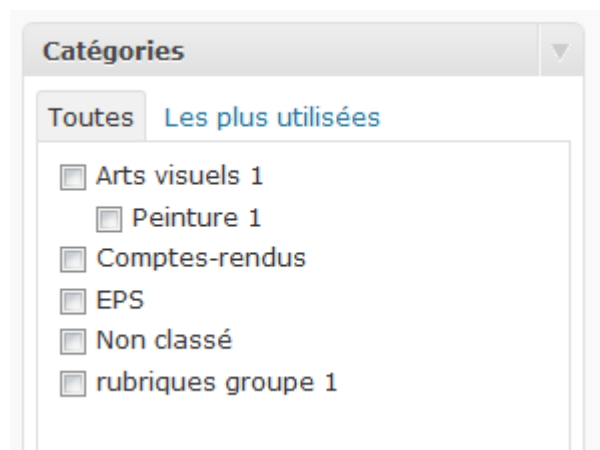 Catégories
Toutes Les plus utilisées
Arts visuels 1
Peinture 1
Comptes-rendus
EPS
Non classé
rubriques groupe 1